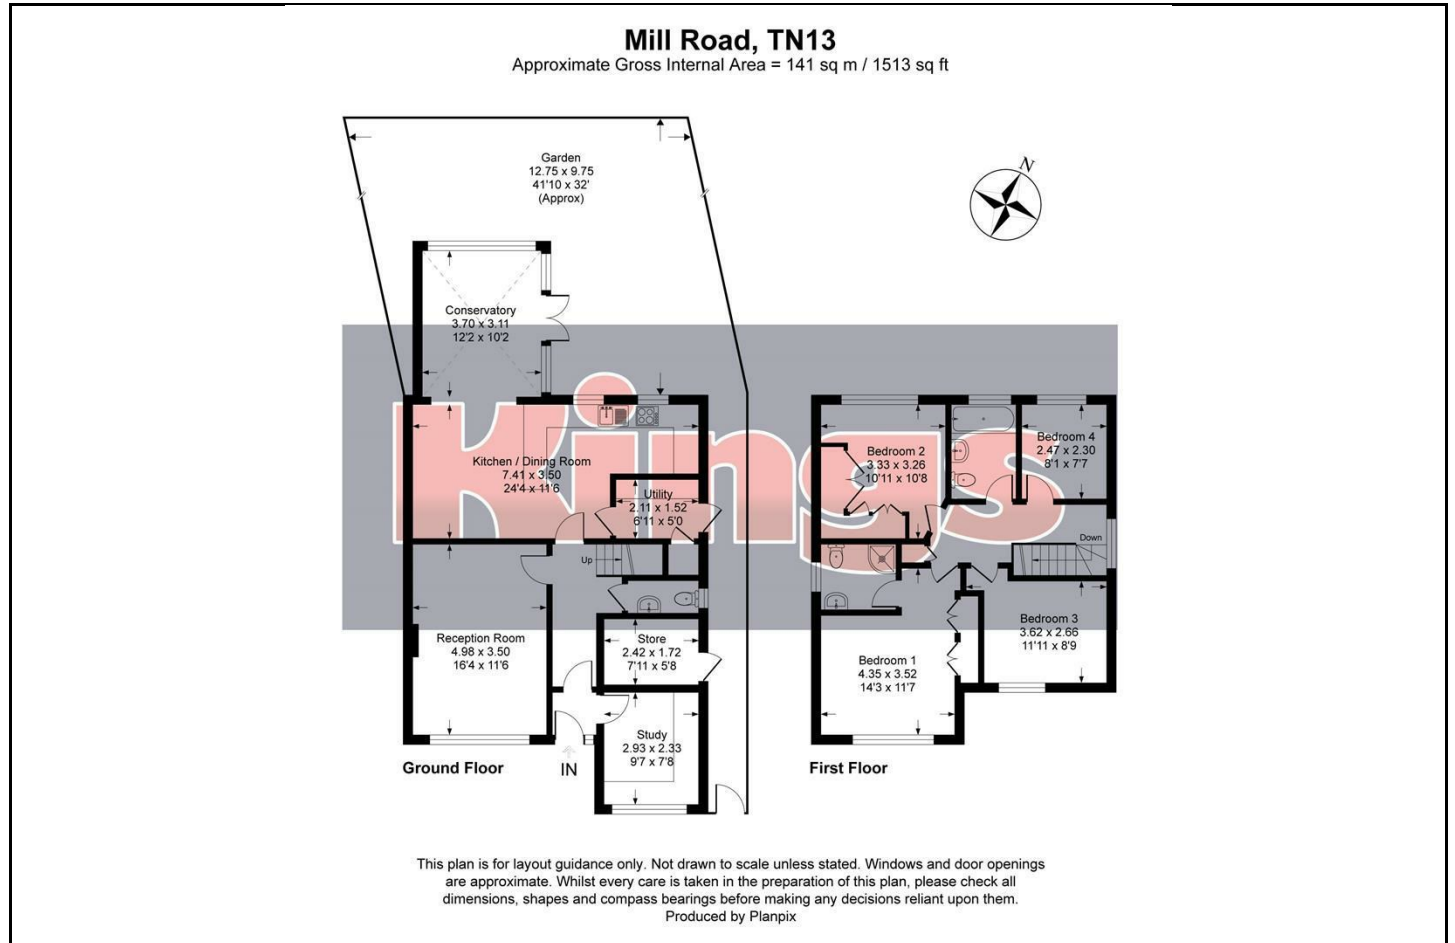 Mill Road, TN13
Approximate Gross Internal Area = 141 sq m / 1513 sq ft
Garden
12.75 x 9.75
41'10 x 32'
(Approx)
N
Conservatory
3.70 x 3.11
12'2 x 10'2
Kings
Kitchen / Dining Room
7.41 x 3.50
24'4 x 11'6
Utility
2.11 x 1.52
6'11 x 5'0
Up
Reception Room
4.98 x 3.50
16'4 x 11'6
Store
2.42 x 1.72
7'11 x 5'8
Study
2.93 x 2.33
9'7 x 7'8
Ground Floor
IN
Bedroom 2
3.33 x 3.26
10'11 x 10'8
Bedroom 4
2.47 x 2.30
8'1 x 7'7
Down
Bedroom 3
3.62 x 2.66
11'11 x 8'9
Bedroom 1
4.35 x 3.52
14'3 x 11'7
First Floor
This plan is for layout guidance only. Not drawn to scale unless stated. Windows and door openings
are approximate. Whilst every care is taken in the preparation of this plan, please check all
dimensions, shapes and compass bearings before making any decisions reliant upon them.
Produced by Planpix